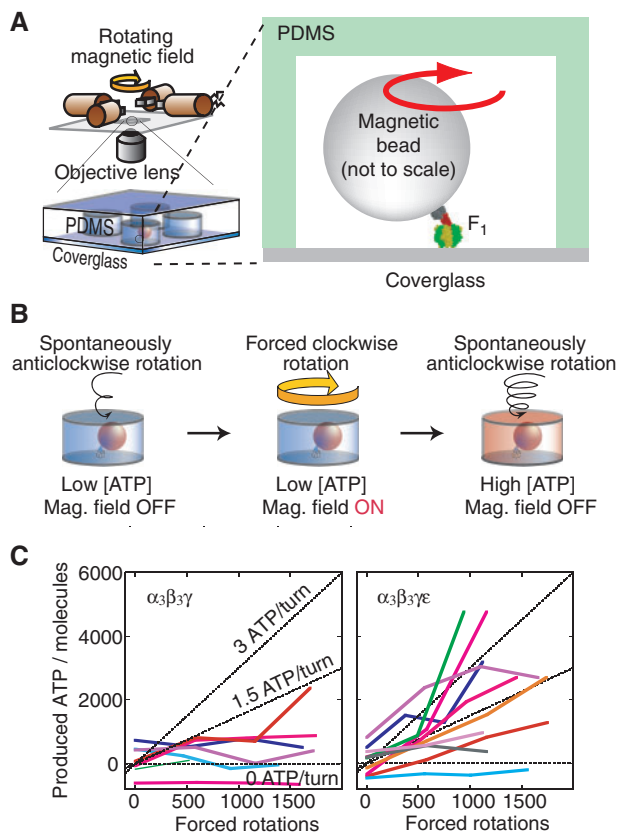 A
Rotating
magnetic field
Objective lens
PDMS
Coverglass
PDMS
Magnetic
bead
(not to scale)
F1
Coverglass
B
Spontaneously
anticlockwise rotation
Forced clockwise
rotation
Spontaneously
anticlockwise rotation
Low [ATP]
Mag. field OFF
Low [ATP]
Mag. field ON
High [ATP]
Mag. field OFF
C
Produced ATP / molecules
6000
4000
2000
0
α3β3γ
3 ATP/turn
1.5 ATP/turn
0 ATP/turn
0 500 1000 1500
Forced rotations
α3β3γε
0 500 1000 1500
Forced rotations